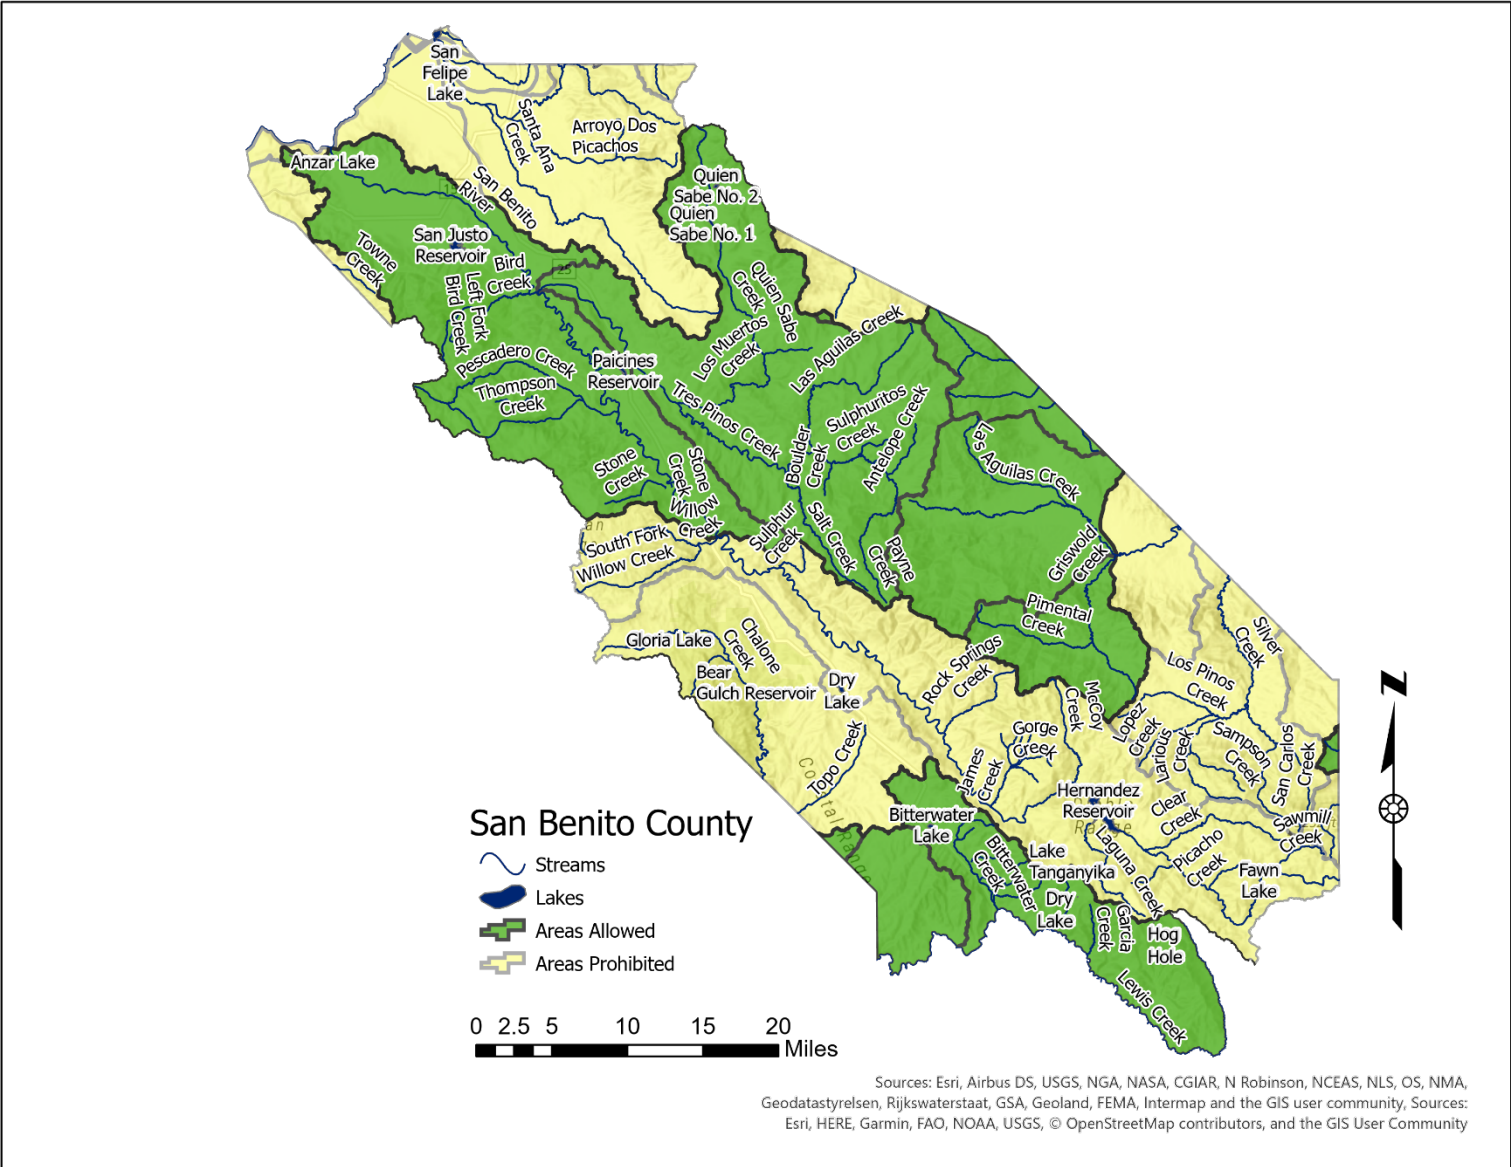 San
Felipe
Lake
Santa Ana
Creek
Arroyo Dos
Picachos
Anzar Lake
San Benito
River
Quien
Sabe No. 2
Quien
Sabe No. 1
San Justo
Reservoir
Towne
Creek
Bird
Creek
25
Left Fork
Bird Creek
Quien Sabe
Creek
Los Muertos
Creek
Las Aguilas Creek
Pescadero Creek
Paicines
Reservoir
Thompson
Creek
Tres Pinos Creek
Sulphuritos
Creek
Antelope Creek
Boulder
Creek
Las Aguilas Creek
Stone
Creek
Stone
Creek
Willow
Creek
Sulphur
Creek
Salt Creek
Payne
Creek
Griswold
Creek
an
South Fork
Willow Creek
Pimental
Creek
Silver
Creek
Gloria Lake
Chalone
Creek
Bear
Gulch Reservoir
Dry
Lake
Rock Springs
Creek
Los Pinos
Creek
McCoy
Creek
Lopez
Creek
Larious
Creek
Sampson
Creek
San Carlos
Creek
Gorge
Creek
Topo Creek
James
Creek
Hernandez
Reservoir
Clear
Creek
Sawmill
Creek
Bitterwater
Lake
Bitterwater
Creek
Lake
Tanganyika
Laguna Creek
Picacho
Creek
Fawn
Lake
Dry
Lake
Garcia
Creek
Hog
Hole
Lewis Creek
N
San Benito County
Streams
Lakes
Areas Allowed
Areas Prohibited
0 2.5 5 10 15 20
Miles
Sources: Esri, Airbus DS, USGS, NGA, NASA, CGIAR, N Robinson, NCEAS, NLS, OS, NMA,
Geodatastyrelsen, Rijkswaterstaat, GSA, Geoland, FEMA, Intermap and the GIS user community, Sources:
Esri, HERE, Garmin, FAO, NOAA, USGS, © OpenStreetMap contributors, and the GIS User Community